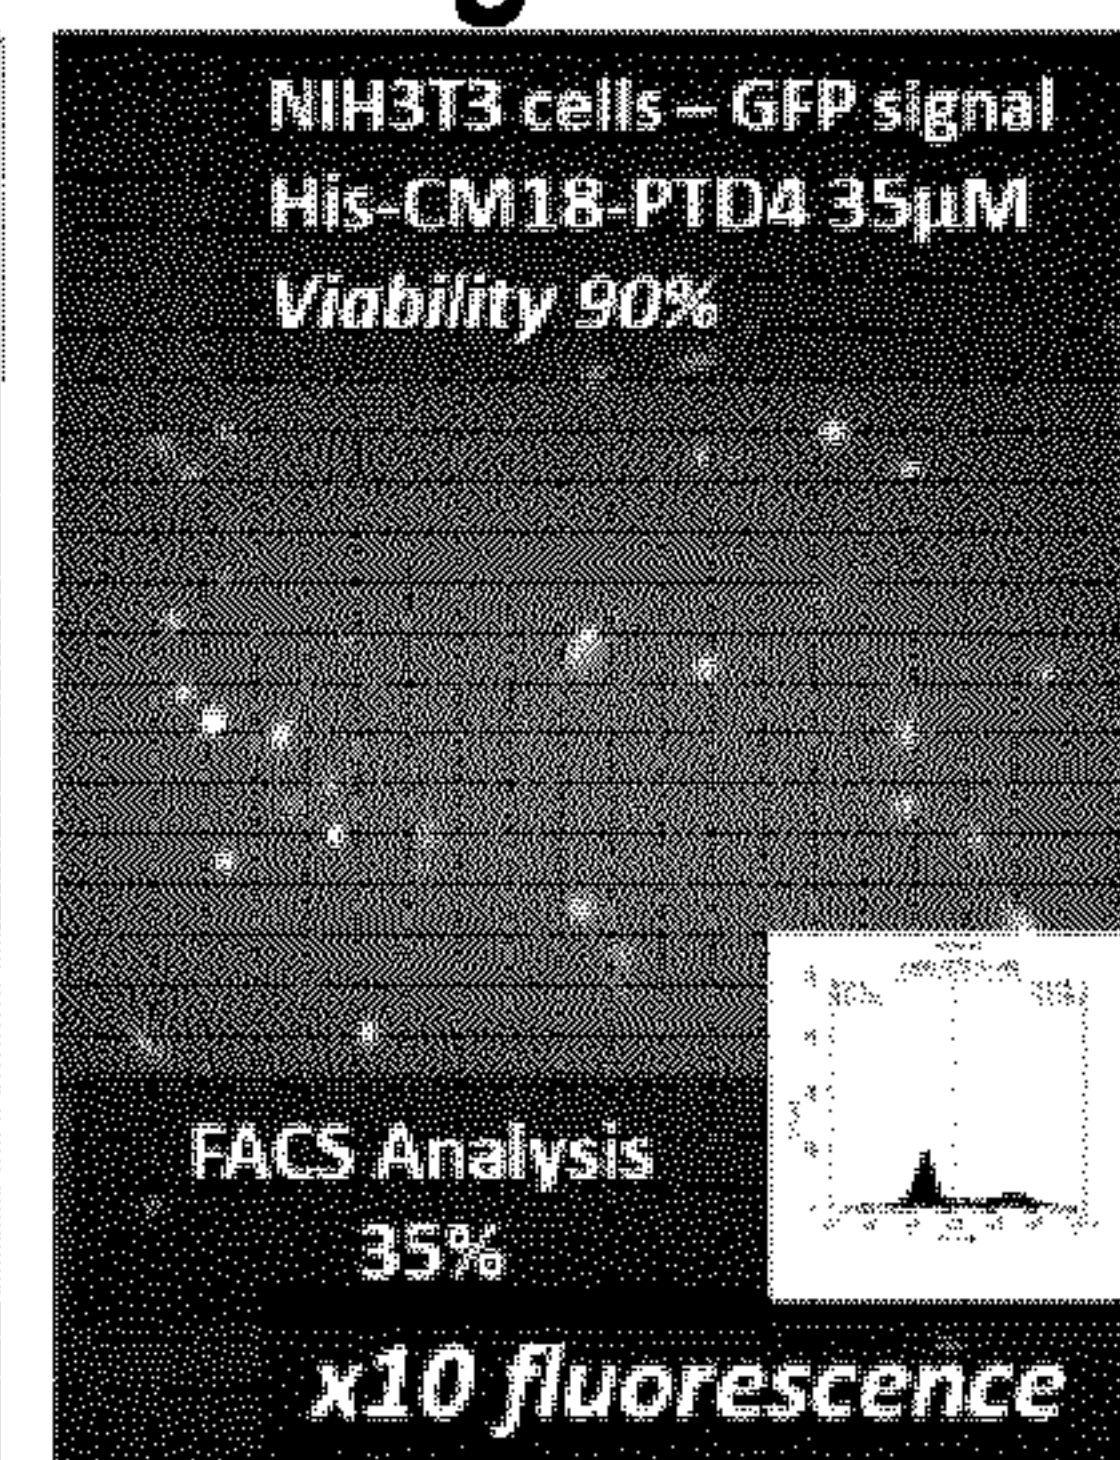 NIH3T3 cells – GFP signal
His-CM18-PTD4 35µM
Viability 90%
FACS Analysis
35%
x10 fluorescence